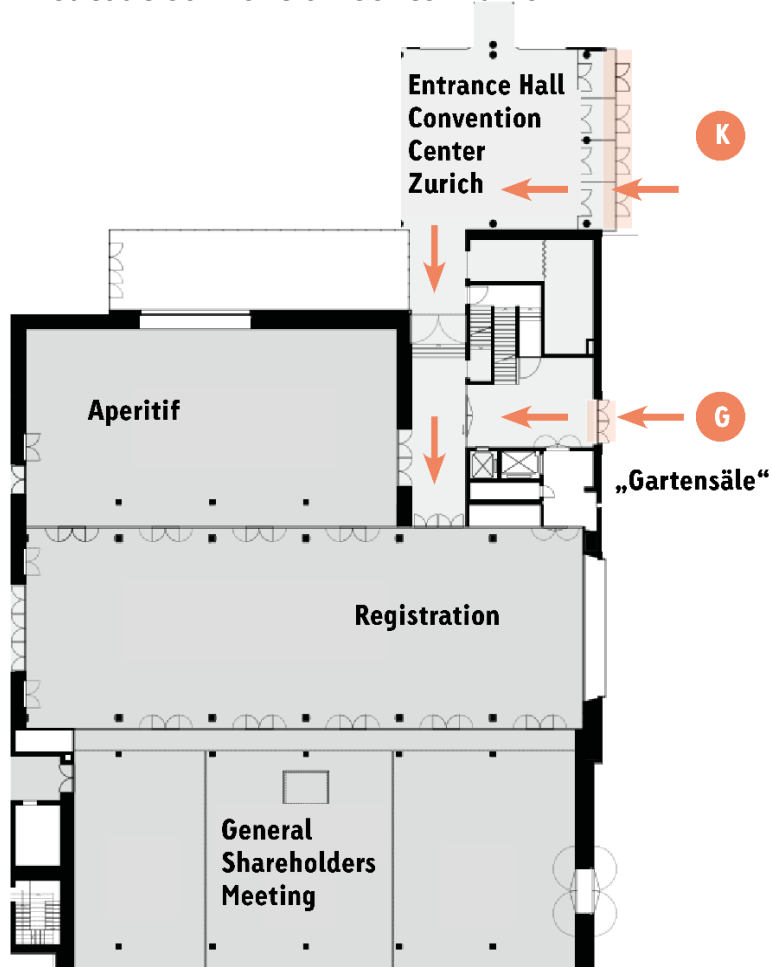 Entrance Hall
Convention
Center
Zurich
K
Aperitif
G
„Gartensäle“
Registration
General
Shareholders
Meeting